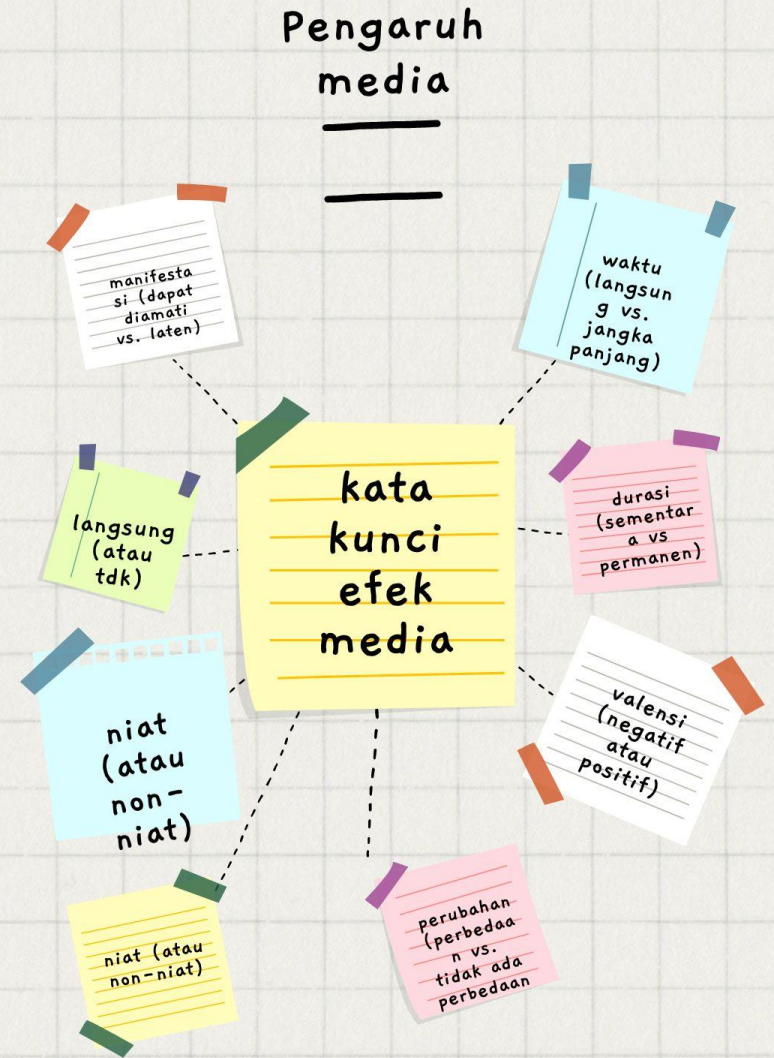 Pengaruh
media
manifesta
si (dapat
diamati
vs. laten)
waktu
(langsun
g vs.
jangka
panjang)
kata
kunci
efek
media
langsung
(atau
tdk)
durasi
(sementar
a vs
permanen)
niat
(atau
non-
niat)
valensi
(negatif
atau
positif)
niat (atau
non-niat)
perubahan
(perbedaa
n vs.
tidak ada
perbedaan